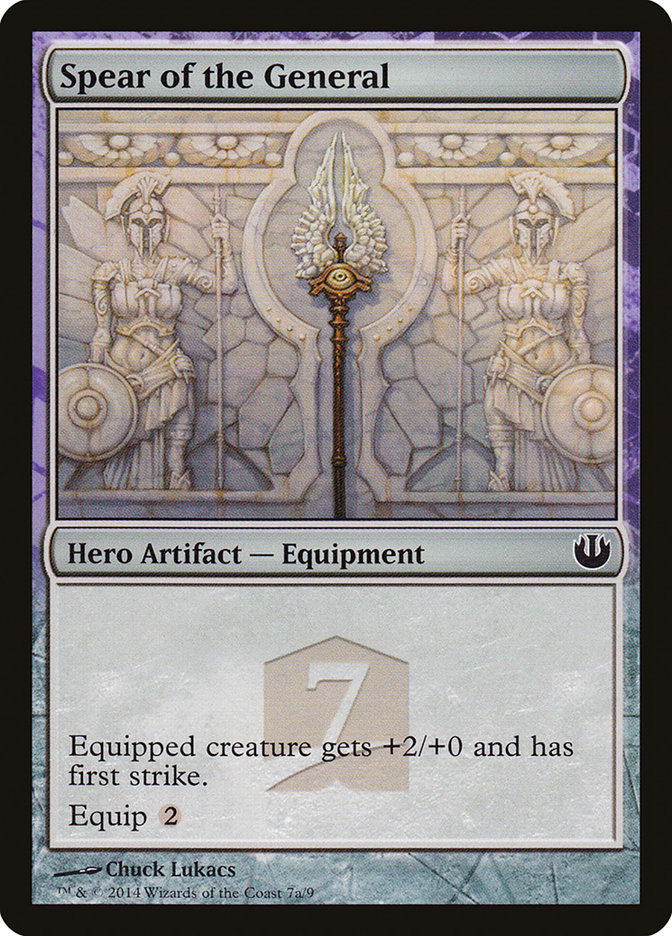 Spear of the General
Hero Artifact — Equipment
7
Equipped creature gets +2/+0 and has
first strike.
Equip 2
Chuck Lukacs
™ & © 2014 Wizards of the Coast 7a/9